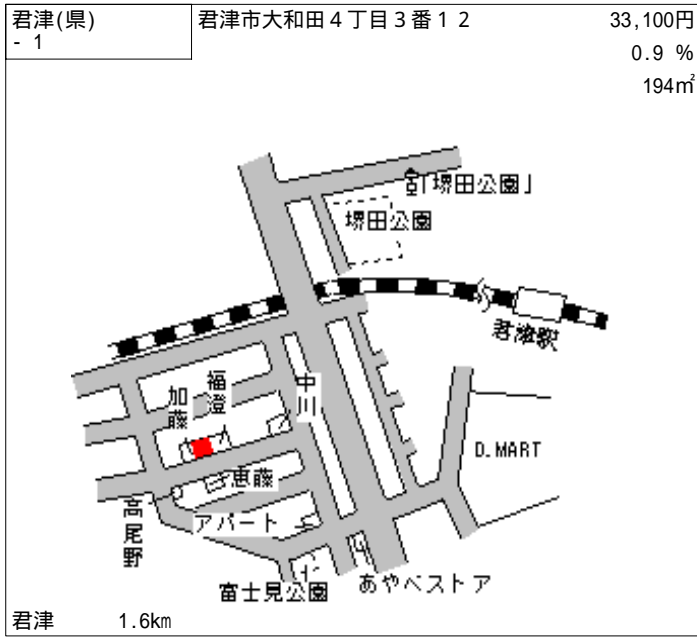 君津(県)
- 1
君津市大和田4丁目3番12
33,100円
0.9 %
194㎡
「堺田公園」
堺田公園
君津駅
福澄
加藤
中川
D.MART
恵藤
高尾野
アパート
富士見公園
あやベストア
君津 1.6km